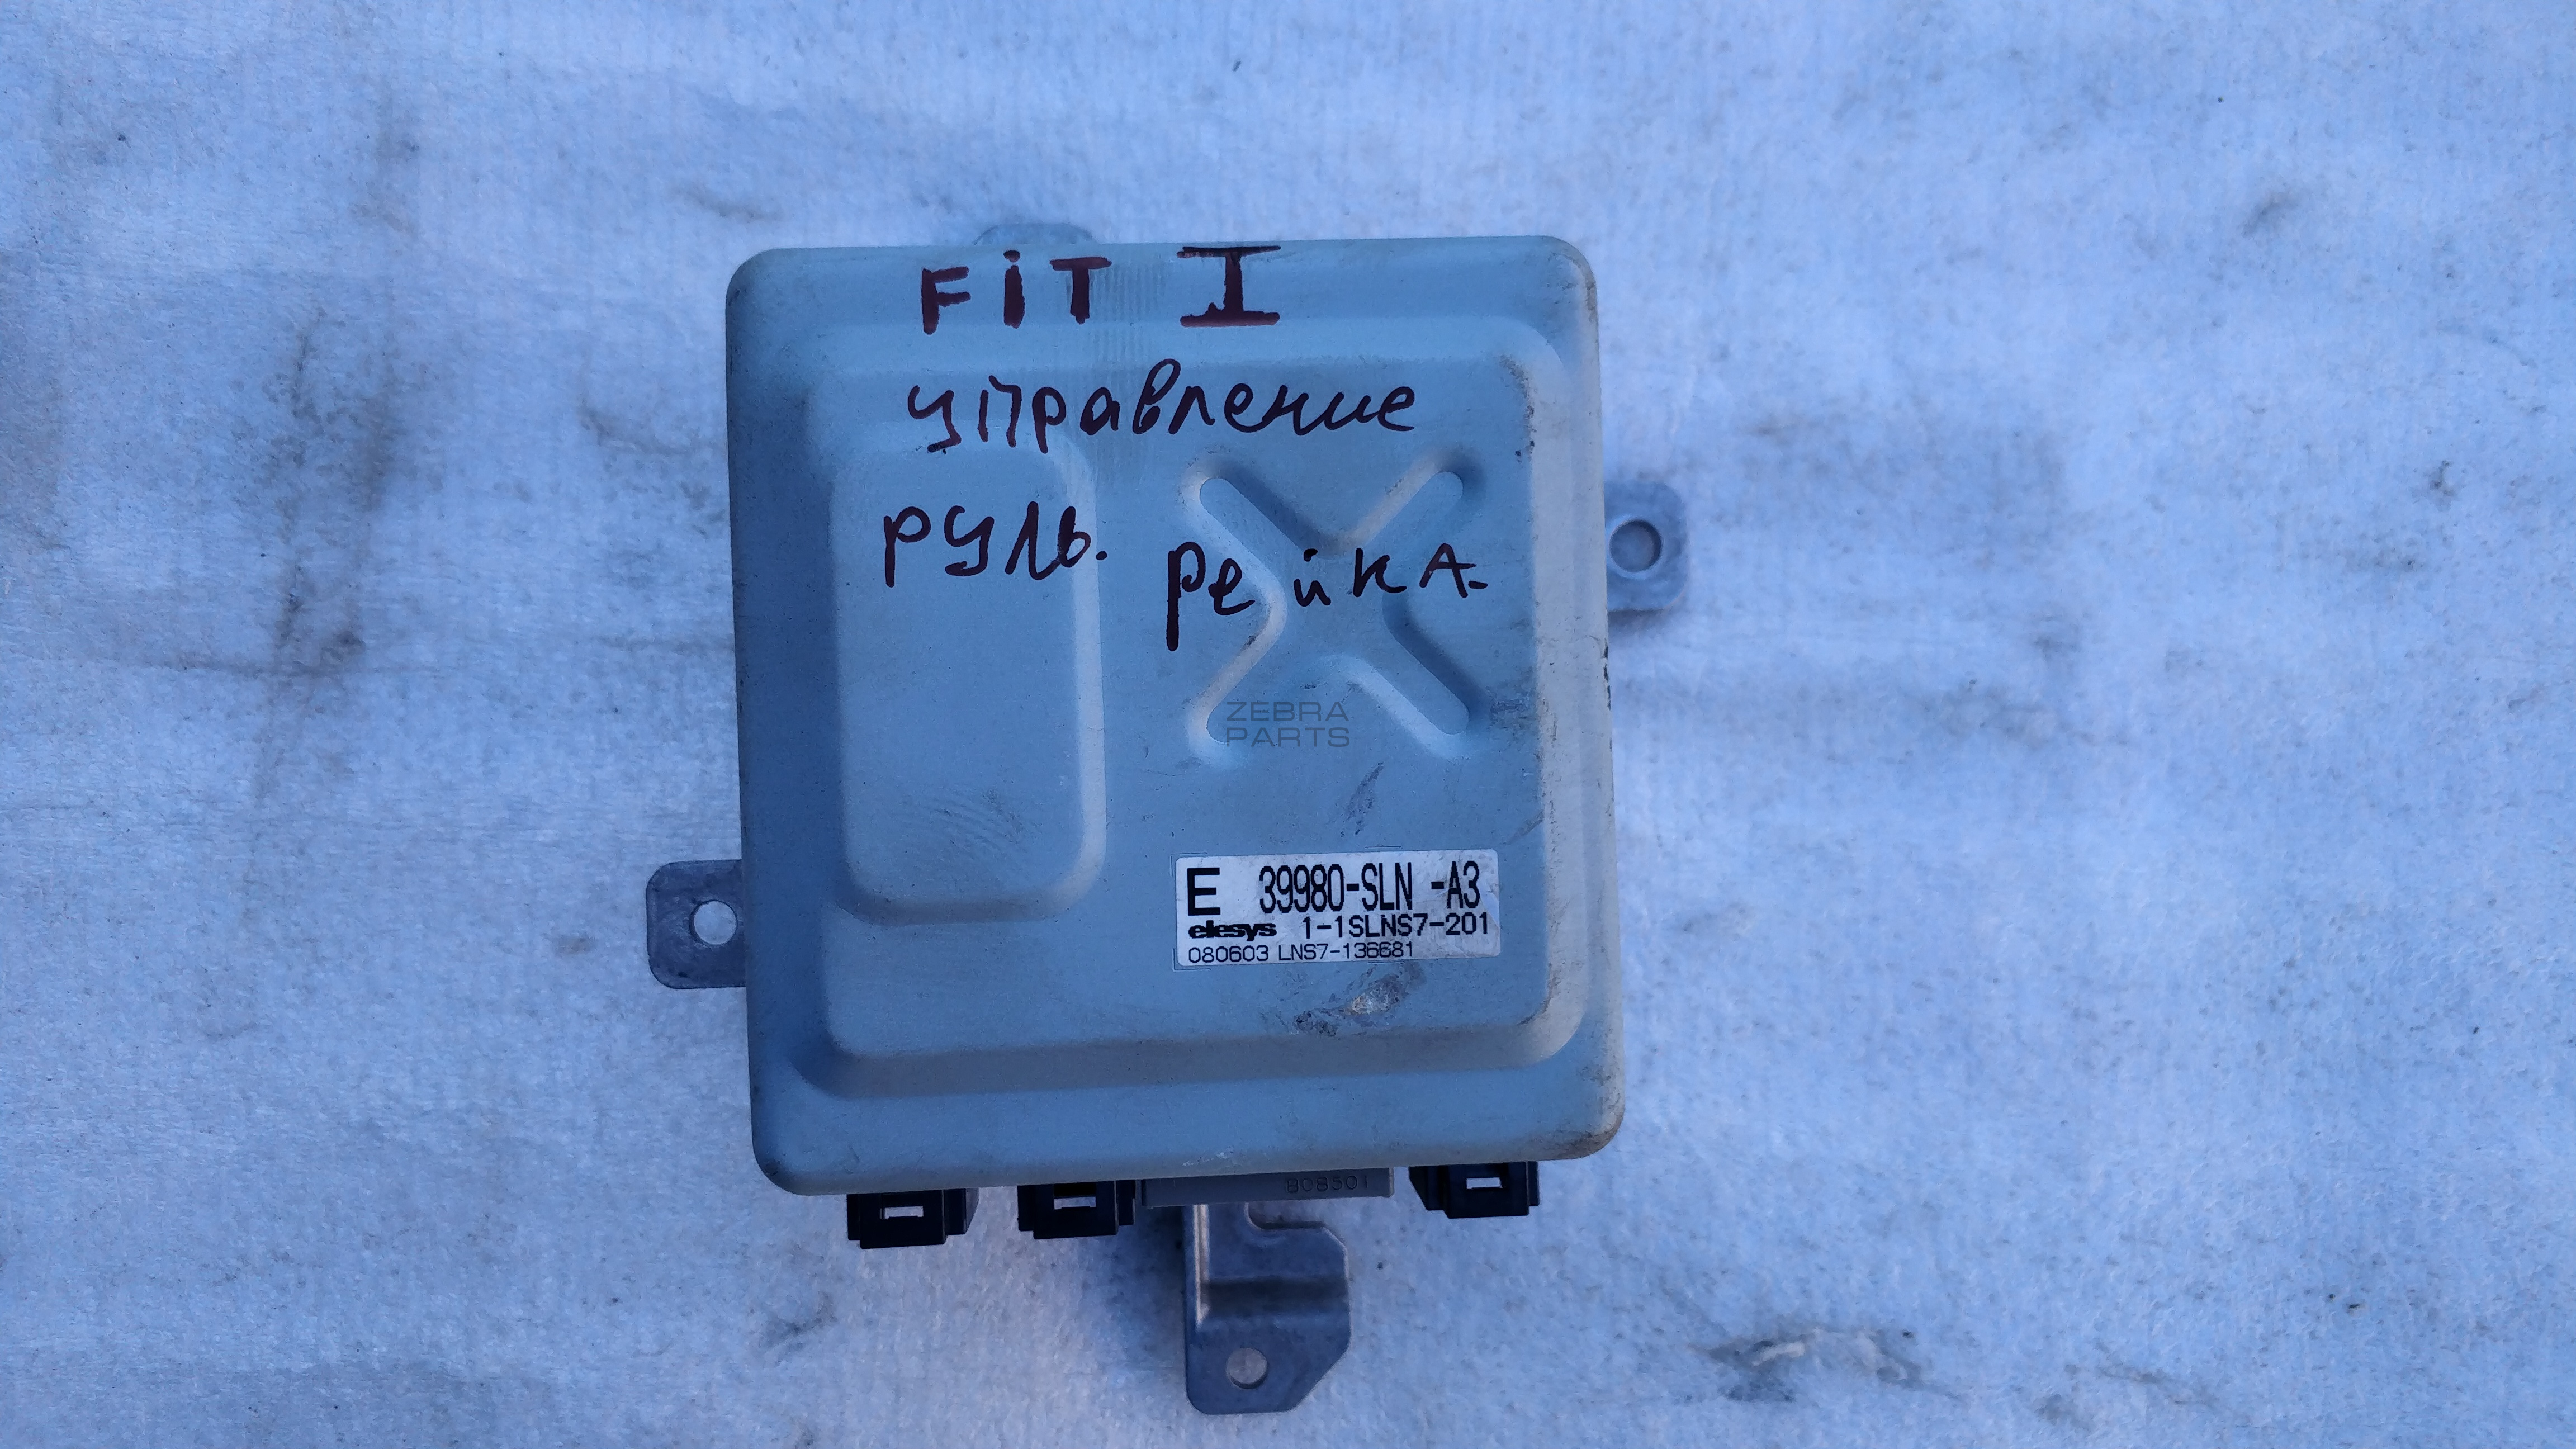 FiT I
управление
руль. рейка.
ZEBRA
PARTS
E 39980-SLN -A3
elesys 1-1SLNS7-201
080603 LNS7-136681